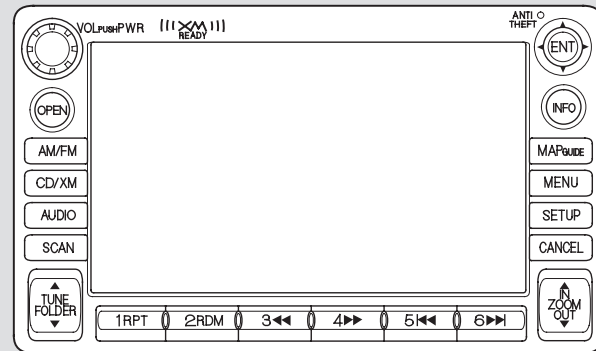 VOL PUSH PWR
XM
READY
ANTI
THEFT
ENT
OPEN
INFO
AM/FM
MAP GUIDE
CD/XM
MENU
AUDIO
SETUP
SCAN
CANCEL
TUNE
FOLDER
IN
ZOOM
OUT
1RPT
2RDM
3◀◀
4▶▶
5|◀◀
6▶▶|